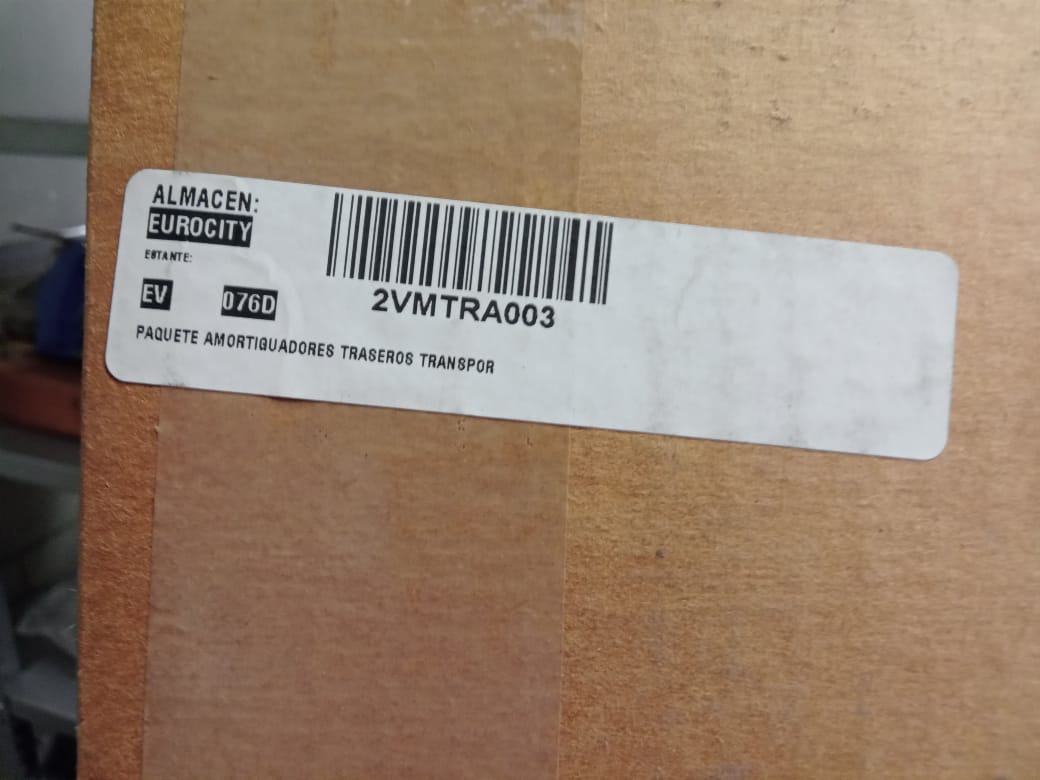 ALMACEN:
EUROCITY
ESTANTE:
EV 076D
2VMTRA003
PAQUETE AMORTIGUADORES TRASEROS TRANSPOR